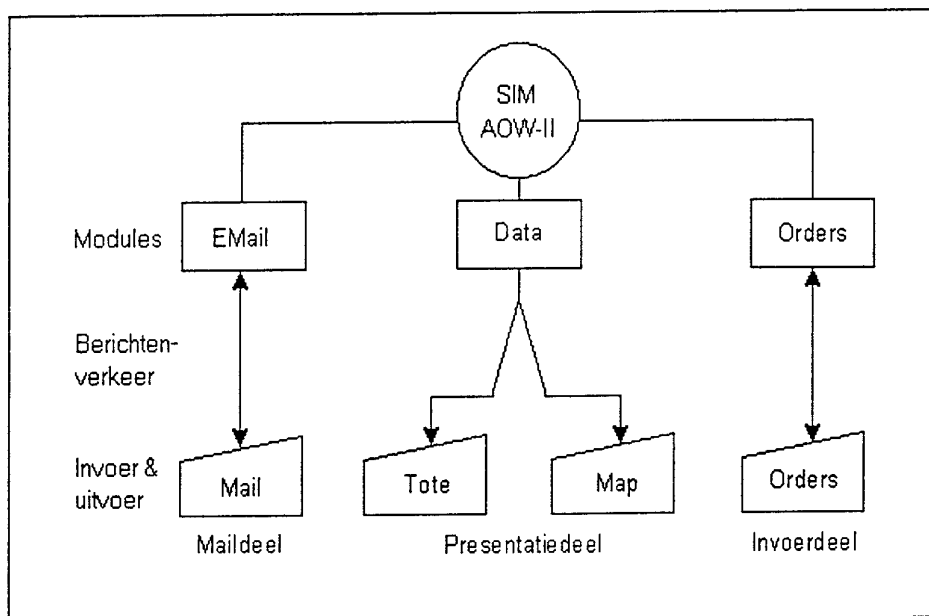 SIM
AOW-II
Modules
EMail
Data
Orders
Berichten-
verkeer
Invoer &
uitvoer
Mail
Tote
Map
Orders
Maildeel
Presentatiedeel
Invoerdeel